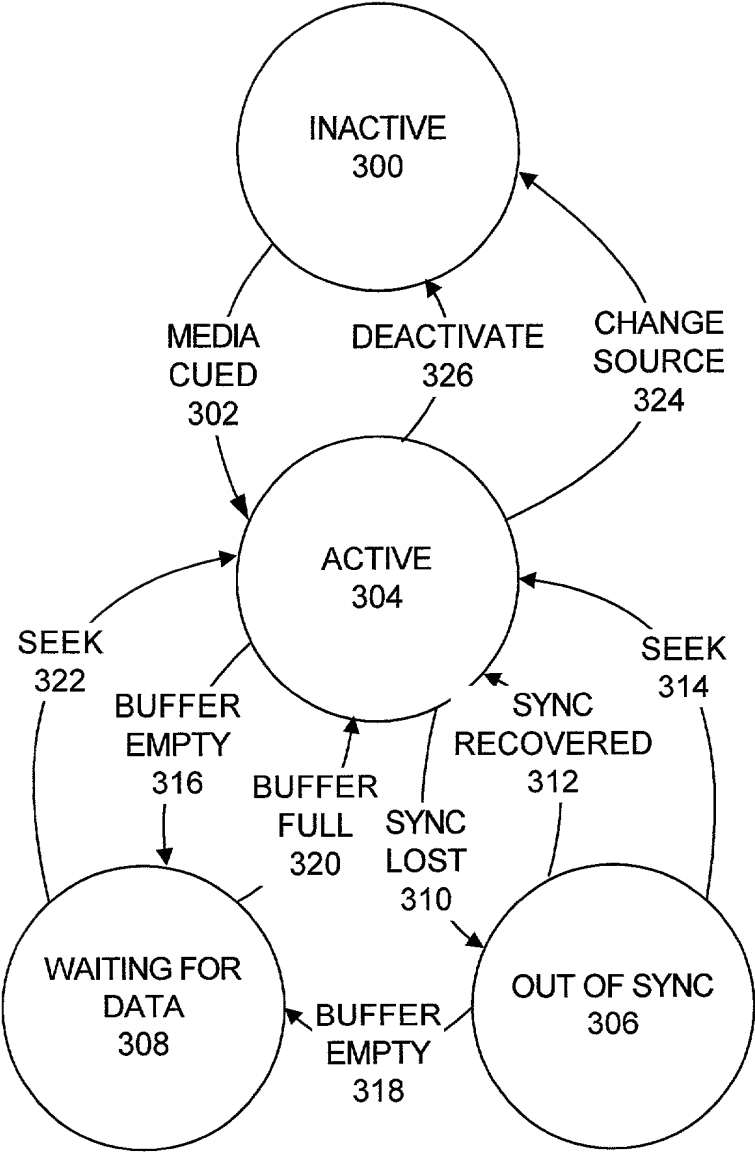 INACTIVE
300
MEDIA
CUED
302
DEACTIVATE
326
CHANGE
SOURCE
324
ACTIVE
304
SEEK
322
BUFFER
EMPTY
316
BUFFER
FULL
320
SYNC
LOST
310
SYNC
RECOVERED
312
SEEK
314
WAITING FOR
DATA
308
BUFFER
EMPTY
318
OUT OF SYNC
306